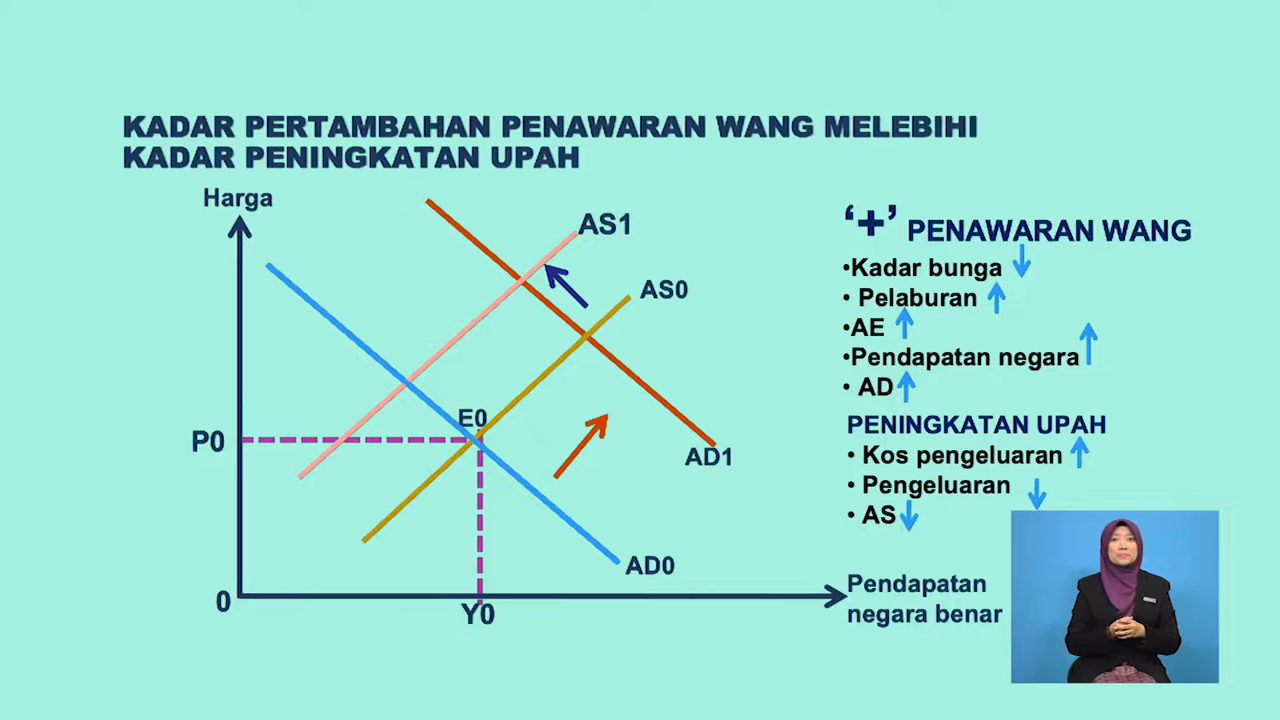 KADAR PERTAMBAHAN PENAWARAN WANG MELEBIHI
KADAR PENINGKATAN UPAH
Harga
AS1
AS0
E0
P0
AD1
AD0
0
Y0
Pendapatan
negara benar
‘+’ PENAWARAN WANG
•Kadar bunga ↓
• Pelaburan ↑
•AE ↑
•Pendapatan negara ↑
• AD ↑
PENINGKATAN UPAH
• Kos pengeluaran ↑
• Pengeluaran ↓
• AS ↓